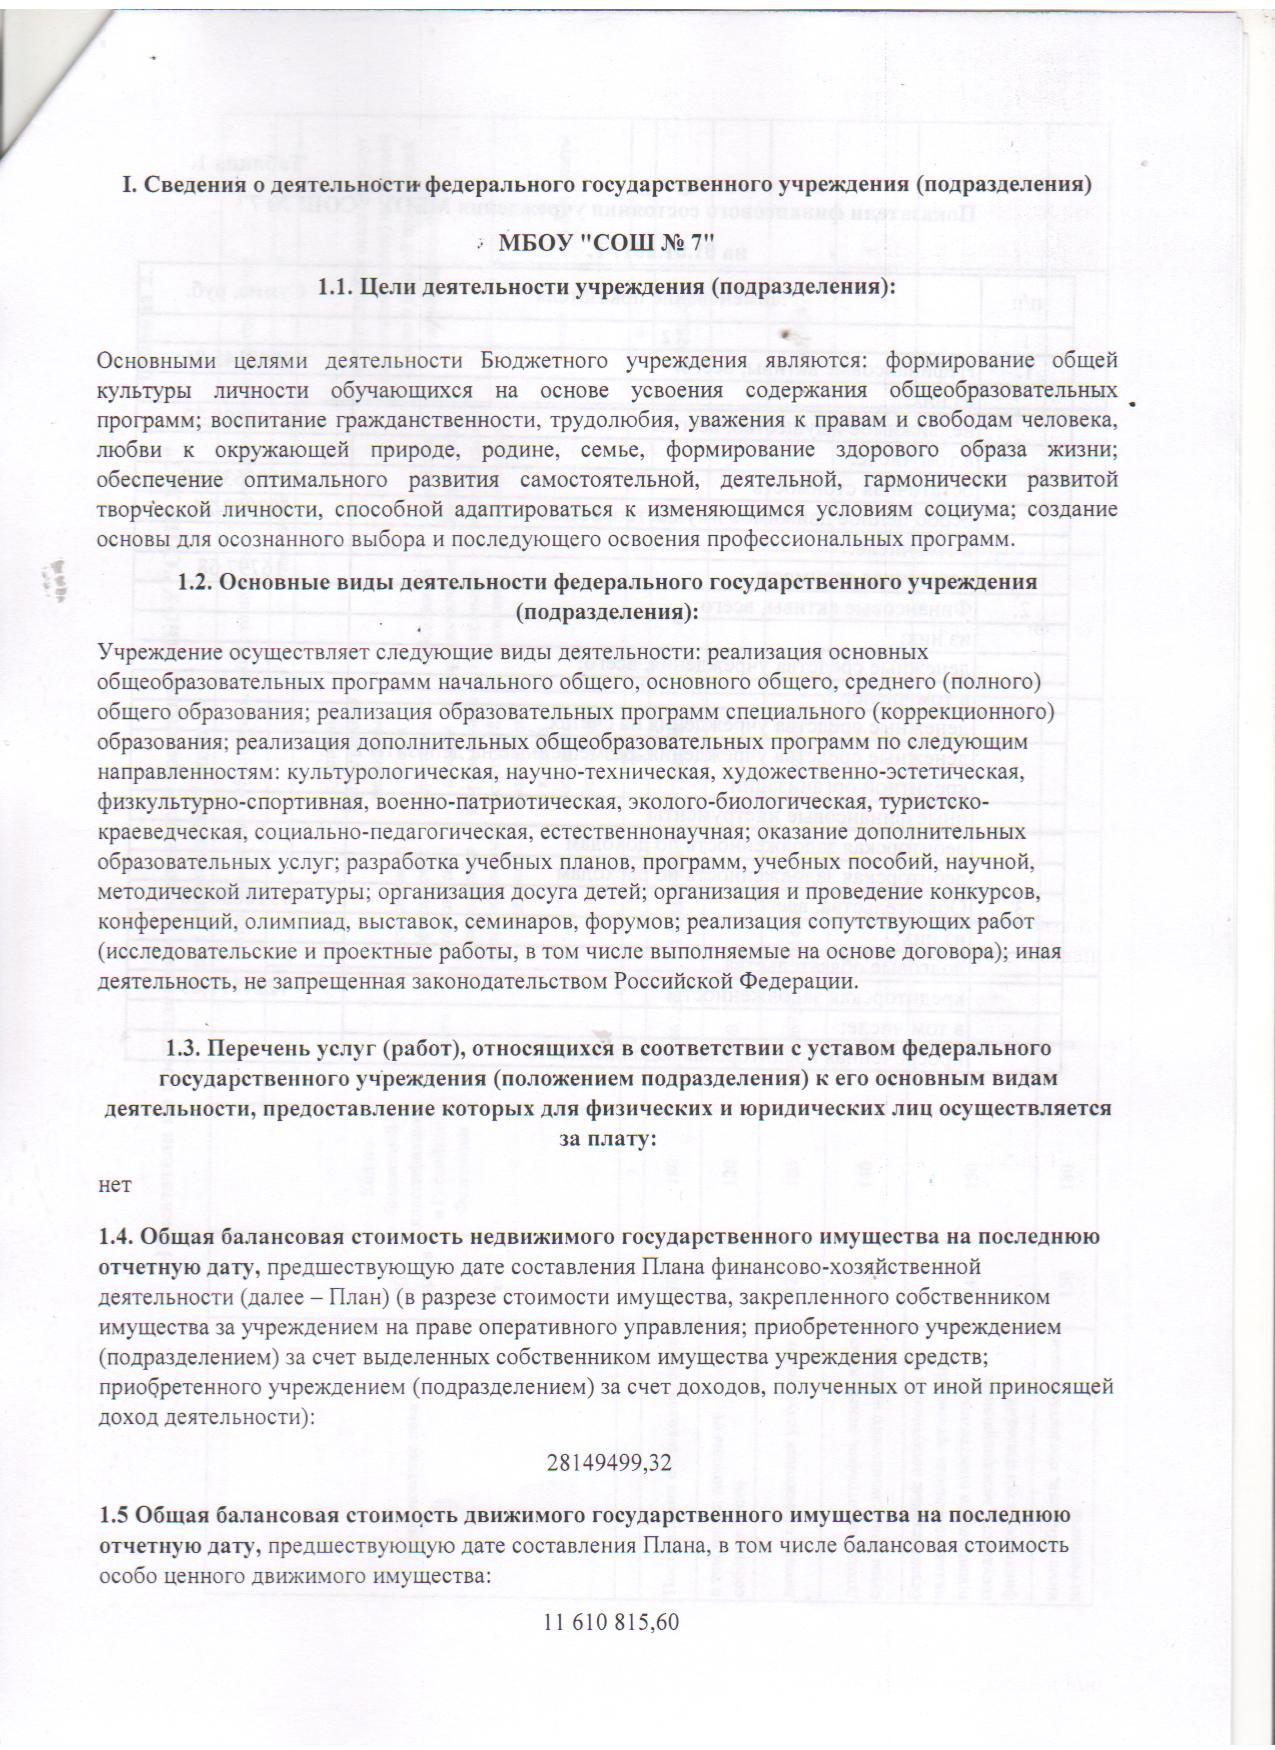 I. Сведения о деятельности федерального государственного учреждения (подразделения)
МБОУ "СОШ № 7"
1.1. Цели деятельности учреждения (подразделения):
Основными целями деятельности Бюджетного учреждения являются: формирование общей
культуры личности обучающихся на основе усвоения содержания общеобразовательных
программ; воспитание гражданственности, трудолюбия, уважения к правам и свободам человека,
любви к окружающей природе, родине, семье, формирование здорового образа жизни;
обеспечение оптимального развития самостоятельной, деятельной, гармонически развитой
творческой личности, способной адаптироваться к изменяющимся условиям социума; создание
основы для осознанного выбора и последующего освоения профессиональных программ.
1.2. Основные виды деятельности федерального государственного учреждения
(подразделения):
Учреждение осуществляет следующие виды деятельности: реализация основных
общеобразовательных программ начального общего, основного общего, среднего (полного)
общего образования; реализация образовательных программ специального (коррекционного)
образования; реализация дополнительных общеобразовательных программ по следующим
направленностям: культурологическая, научно-техническая, художественно-эстетическая,
физкультурно-спортивная, военно-патриотическая, эколого-биологическая, туристско-
краеведческая, социально-педагогическая, естественнонаучная; оказание дополнительных
образовательных услуг; разработка учебных планов, программ, учебных пособий, научной,
методической литературы; организация досуга детей; организация и проведение конкурсов,
конференций, олимпиад, выставок, семинаров, форумов; реализация сопутствующих работ
(исследовательские и проектные работы, в том числе выполняемые на основе договора); иная
деятельность, не запрещенная законодательством Российской Федерации.
1.3. Перечень услуг (работ), относящихся в соответствии с уставом федерального
государственного учреждения (положением подразделения) к его основным видам
деятельности, предоставление которых для физических и юридических лиц осуществляется
за плату:
нет
1.4. Общая балансовая стоимость недвижимого государственного имущества на последнюю
отчетную дату, предшествующую дате составления Плана финансово-хозяйственной
деятельности (далее – План) (в разрезе стоимости имущества, закрепленного собственником
имущества за учреждением на праве оперативного управления; приобретенного учреждением
(подразделением) за счет выделенных собственником имущества учреждения средств;
приобретенного учреждением (подразделением) за счет доходов, полученных от иной приносящей
доход деятельности):
28149499,32
1.5 Общая балансовая стоимость движимого государственного имущества на последнюю
отчетную дату, предшествующую дате составления Плана, в том числе балансовая стоимость
особо ценного движимого имущества:
11 610 815,60